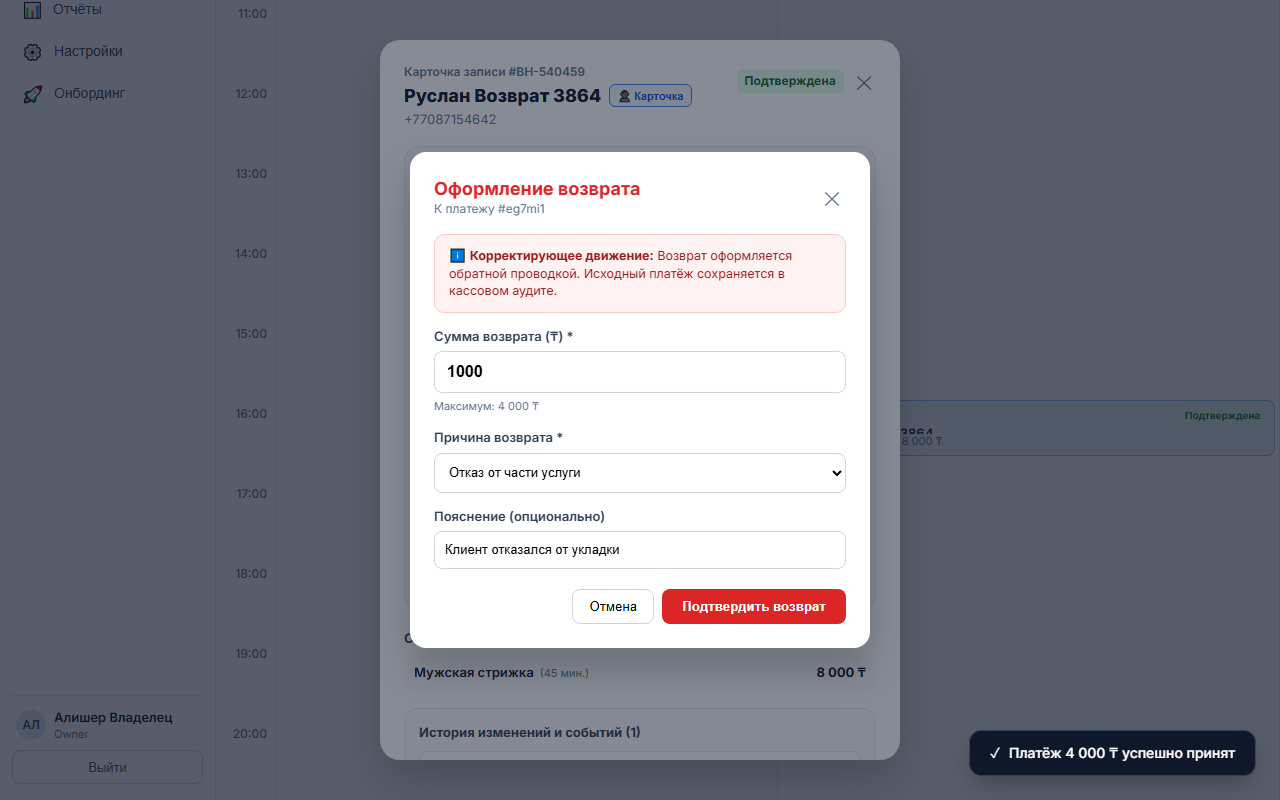 Отчёты
Настройки
Онбординг
АЛ
Алишер Владелец
Owner
Выйти
11:00
12:00
13:00
14:00
15:00
16:00
17:00
18:00
19:00
20:00
Карточка записи #BH-540459
Руслан Возврат 3864
Карточка
Подтверждена
+77087154642
Оформление возврата
К платежу #eg7mi1
Корректирующее движение: Возврат оформляется
обратной проводкой. Исходный платёж сохраняется в
кассовом аудите.
Сумма возврата (₸) *
1000
Максимум: 4 000 ₸
Причина возврата *
Отказ от части услуги
Пояснение (опционально)
Клиент отказался от укладки
Отмена
Подтвердить возврат
Мужская стрижка (45 мин.)
8 000 ₸
История изменений и событий (1)
Подтверждена
3864
8 000 ₸
✓ Платёж 4 000 ₸ успешно принят